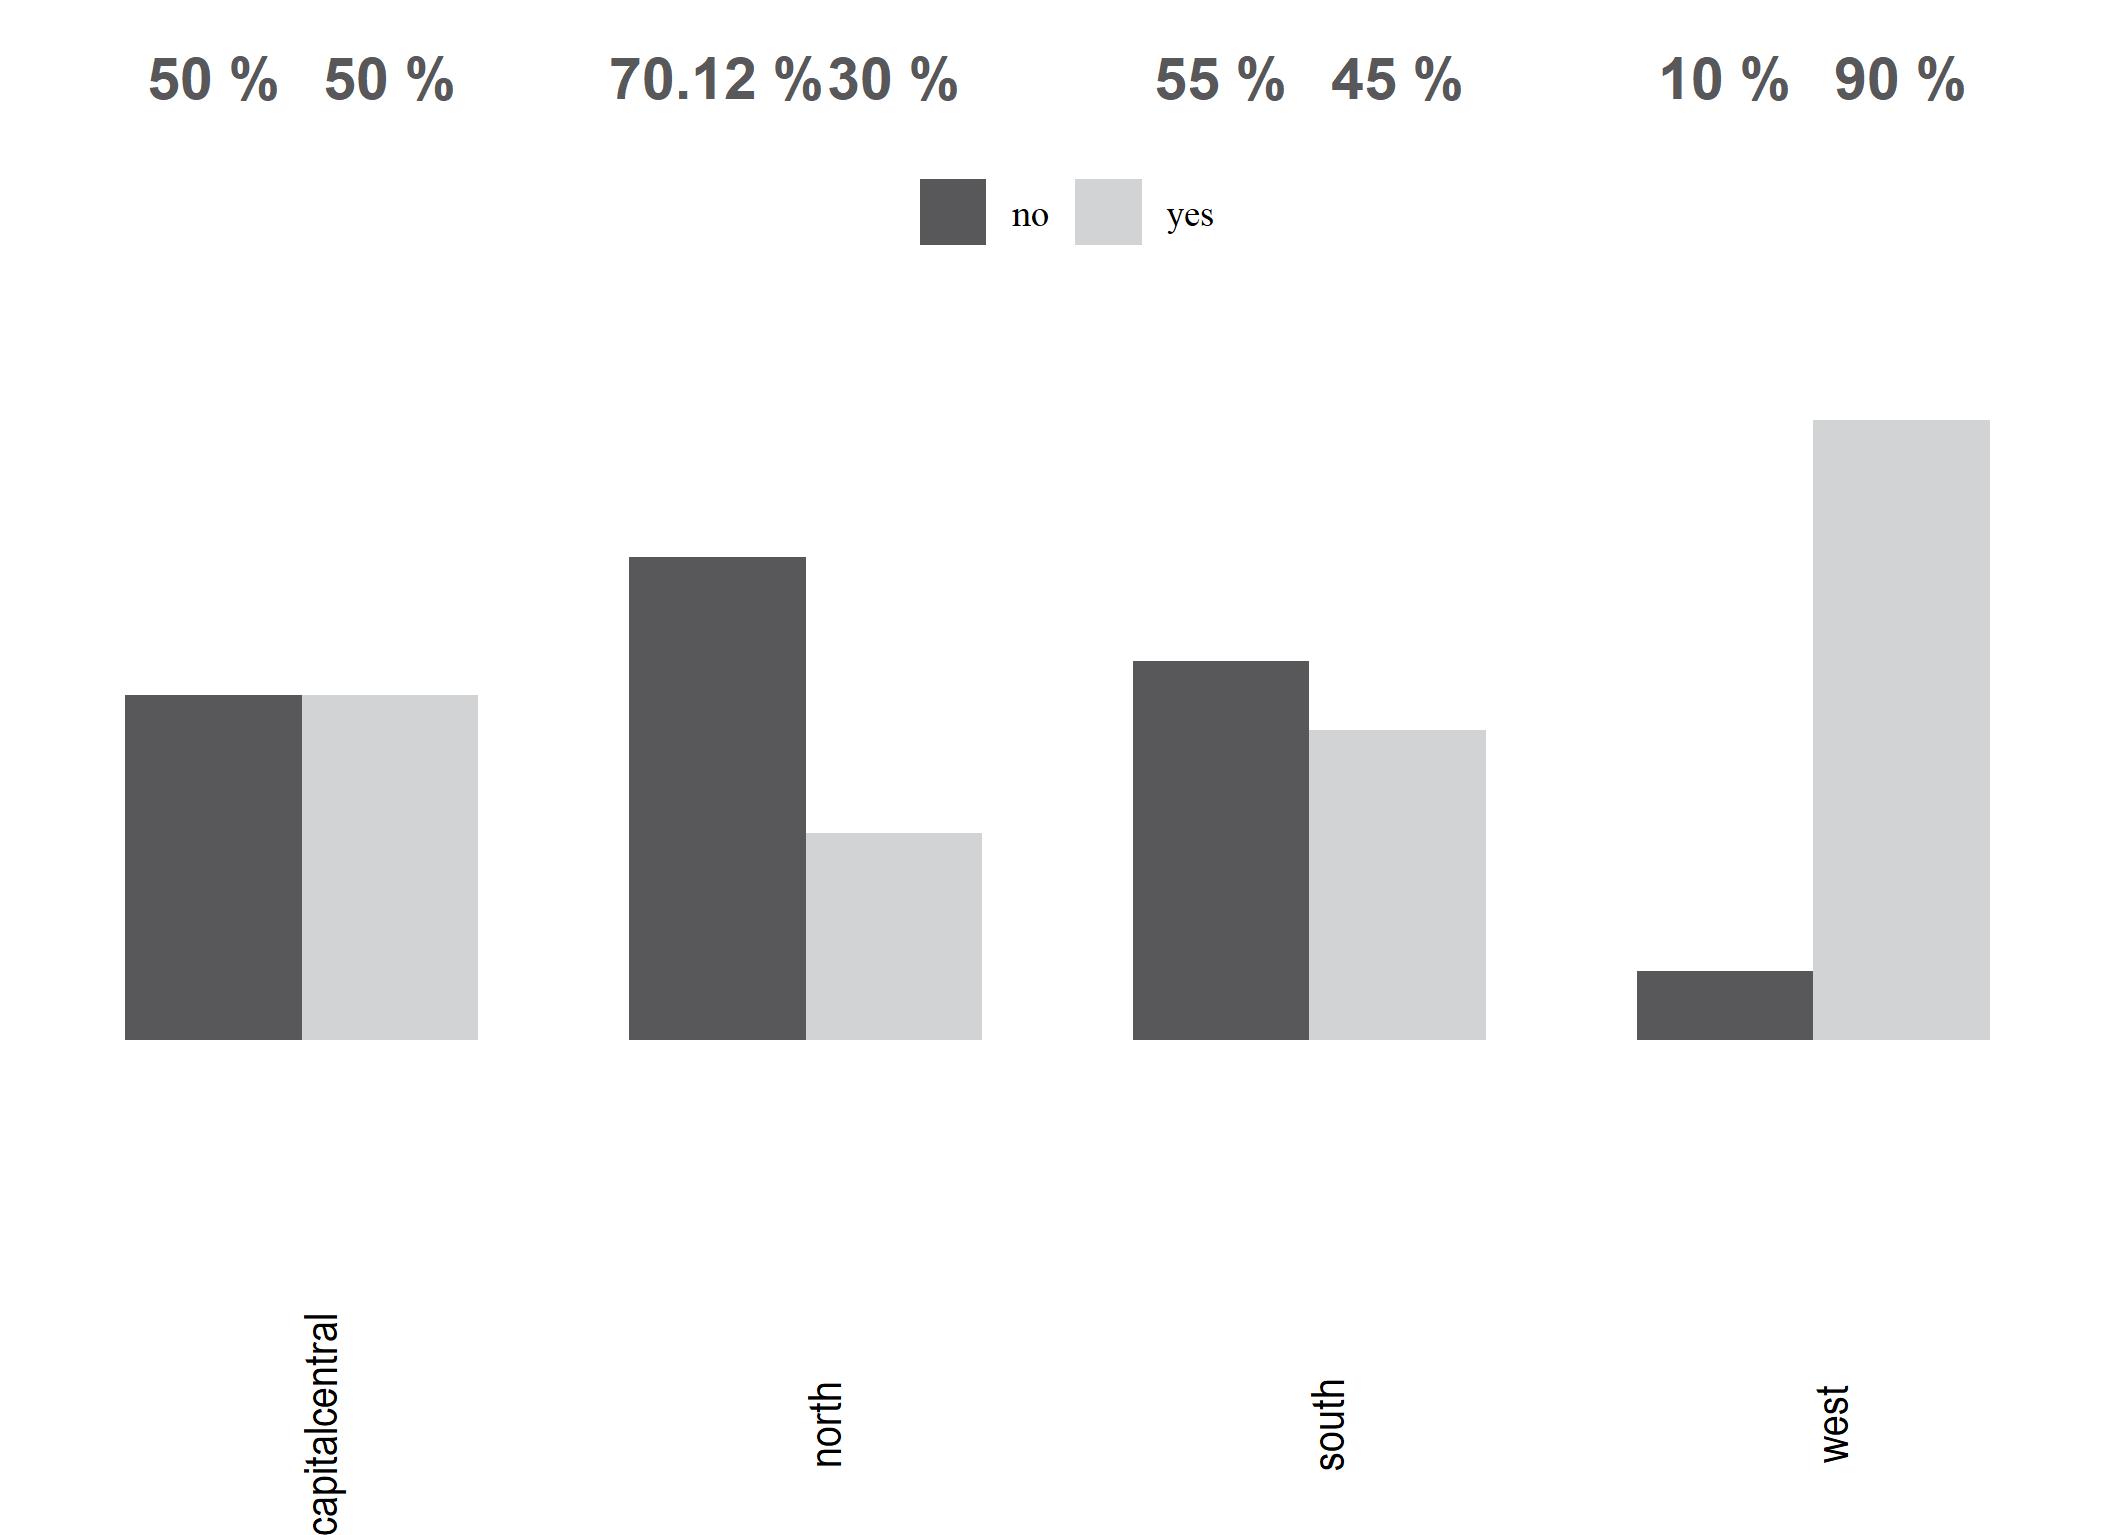 50 % 50 % 70.12 % 30 % 55 % 45 % 10 % 90 %
no yes
capitalcentral
north
south
west